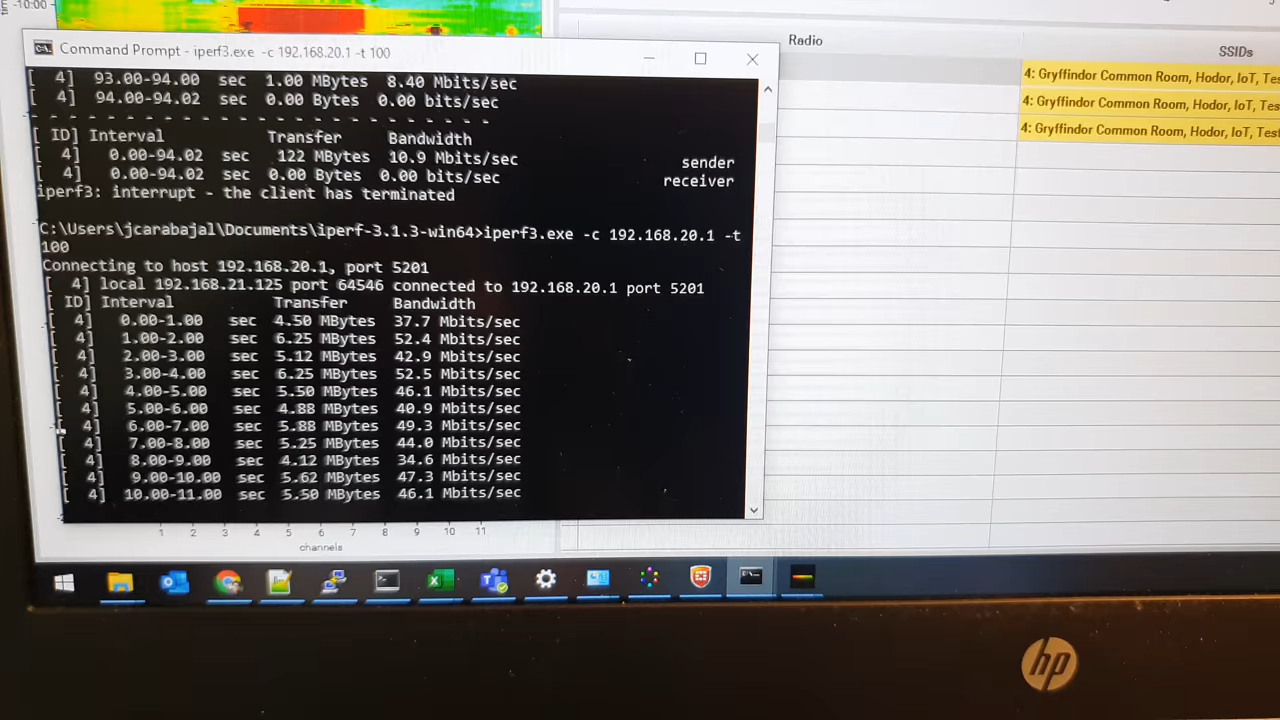 -10:00
Command Prompt - iperf3.exe -c 192.168.20.1 -t 100
Radio
SSIDs
4: Gryffindor Common Room, Hodor, IoT, Tes
4: Gryffindor Common Room, Hodor, IoT, Test
4: Gryffindor Common Room, Hodor, IoT, Test
[ 4] 93.00-94.00 sec 1.00 MBytes 8.40 Mbits/sec
[ 4] 94.00-94.02 sec 0.00 Bytes 0.00 bits/sec
- - - - - - - - - - - - - - - - - - - - - - - - -
[ ID] Interval Transfer Bandwidth
[ 4] 0.00-94.02 sec 122 MBytes 10.9 Mbits/sec sender
[ 4] 0.00-94.02 sec 0.00 Bytes 0.00 bits/sec receiver
iperf3: interrupt - the client has terminated
C:\Users\jcarabajal\Documents\iperf-3.1.3-win64>iperf3.exe -c 192.168.20.1 -t
100
Connecting to host 192.168.20.1, port 5201
[ 4] local 192.168.21.125 port 64546 connected to 192.168.20.1 port 5201
[ ID] Interval Transfer Bandwidth
[ 4] 0.00-1.00 sec 4.50 MBytes 37.7 Mbits/sec
[ 4] 1.00-2.00 sec 6.25 MBytes 52.4 Mbits/sec
[ 4] 2.00-3.00 sec 5.12 MBytes 42.9 Mbits/sec
[ 4] 3.00-4.00 sec 6.25 MBytes 52.5 Mbits/sec
[ 4] 4.00-5.00 sec 5.50 MBytes 46.1 Mbits/sec
[ 4] 5.00-6.00 sec 4.88 MBytes 40.9 Mbits/sec
[ 4] 6.00-7.00 sec 5.88 MBytes 49.3 Mbits/sec
[ 4] 7.00-8.00 sec 5.25 MBytes 44.0 Mbits/sec
[ 4] 8.00-9.00 sec 4.12 MBytes 34.6 Mbits/sec
[ 4] 9.00-10.00 sec 5.62 MBytes 47.3 Mbits/sec
[ 4] 10.00-11.00 sec 5.50 MBytes 46.1 Mbits/sec
1 2 3 4 5 6 7 8 9 10 11
channels
hp